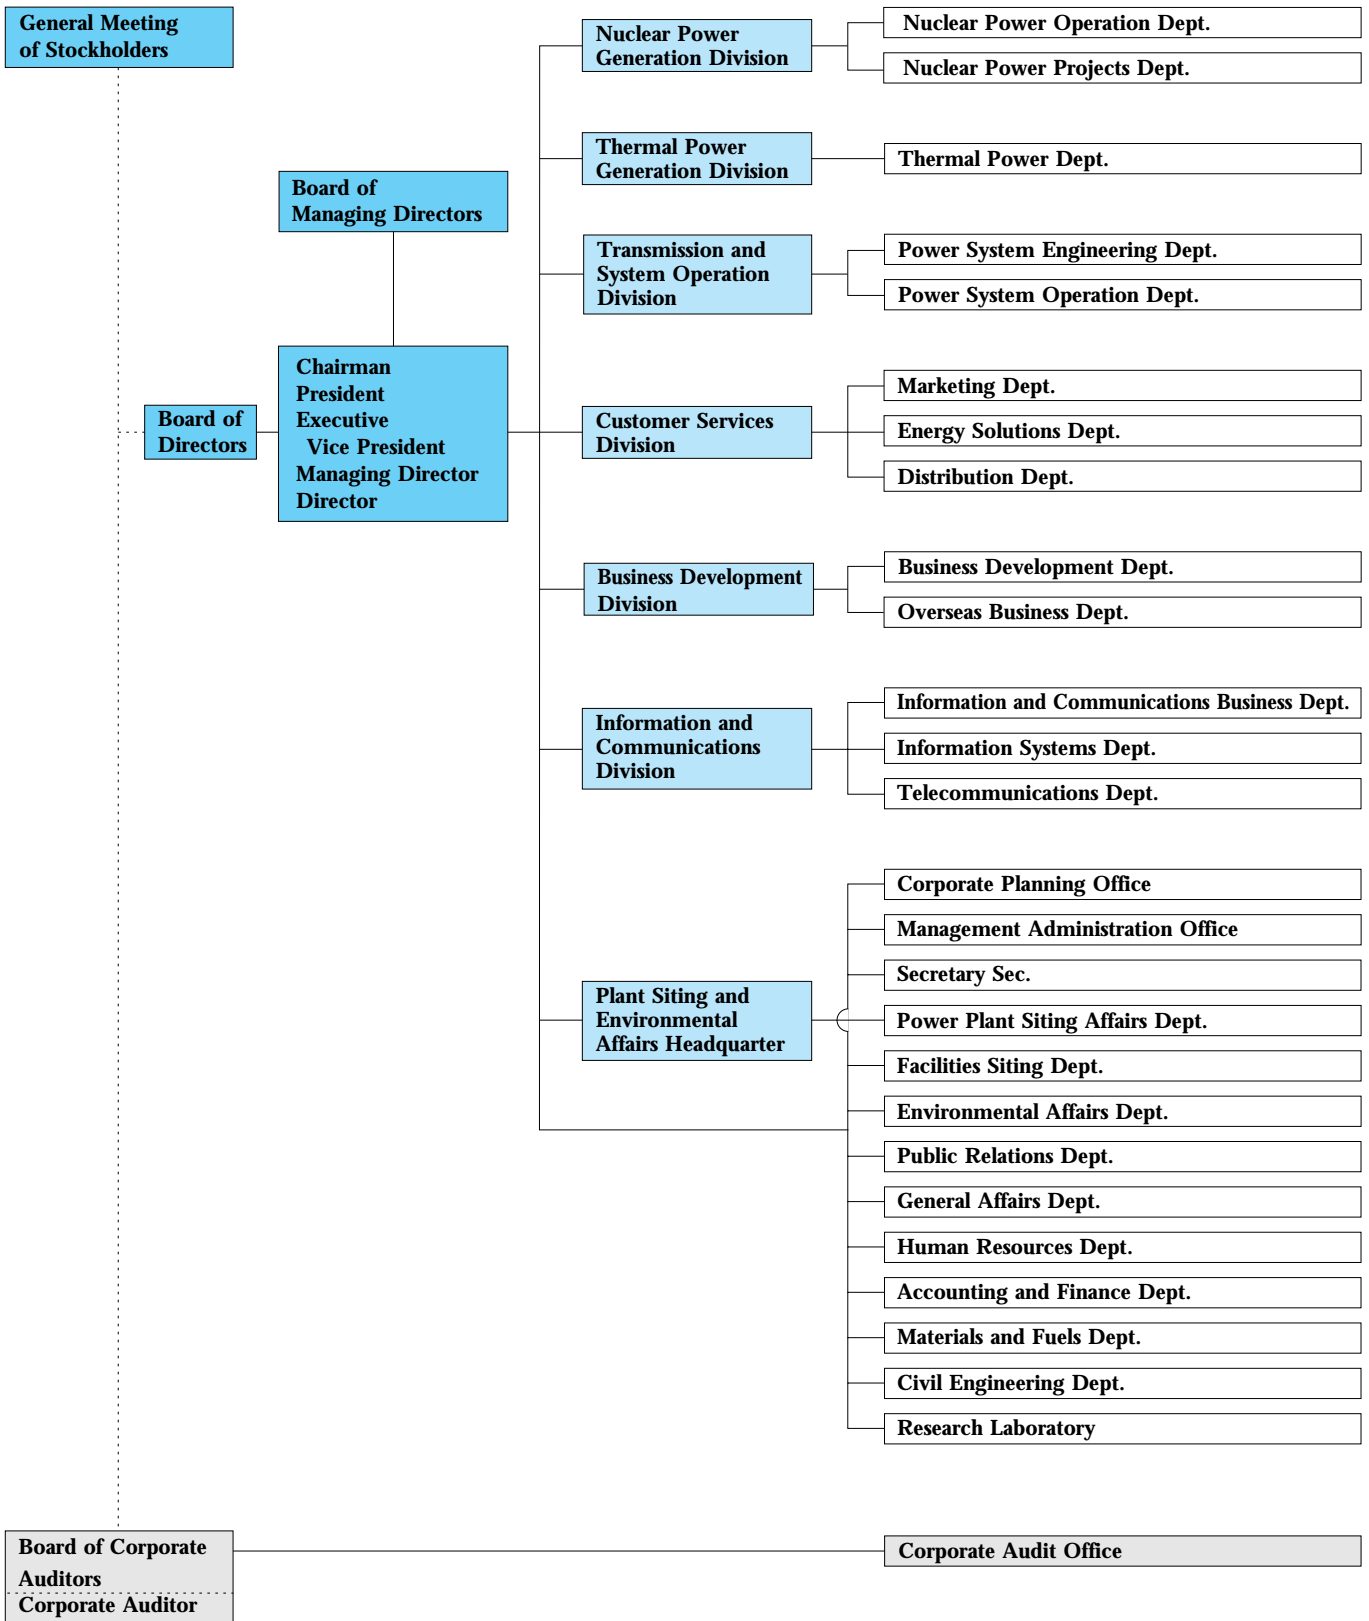 General Meeting
of Stockholders
Board of
Managing Directors
Board of
Directors
Chairman
President
Executive
Vice President
Managing Director
Director
Nuclear Power
Generation Division
Nuclear Power Operation Dept.
Nuclear Power Projects Dept.
Thermal Power
Generation Division
Thermal Power Dept.
Transmission and
System Operation
Division
Power System Engineering Dept.
Power System Operation Dept.
Customer Services
Division
Marketing Dept.
Energy Solutions Dept.
Distribution Dept.
Business Development
Division
Business Development Dept.
Overseas Business Dept.
Information and
Communications
Division
Information and Communications Business Dept.
Information Systems Dept.
Telecommunications Dept.
Plant Siting and
Environmental
Affairs Headquarter
Corporate Planning Office
Management Administration Office
Secretary Sec.
Power Plant Siting Affairs Dept.
Facilities Siting Dept.
Environmental Affairs Dept.
Public Relations Dept.
General Affairs Dept.
Human Resources Dept.
Accounting and Finance Dept.
Materials and Fuels Dept.
Civil Engineering Dept.
Research Laboratory
Board of Corporate
Auditors
Corporate Auditor
Corporate Audit Office